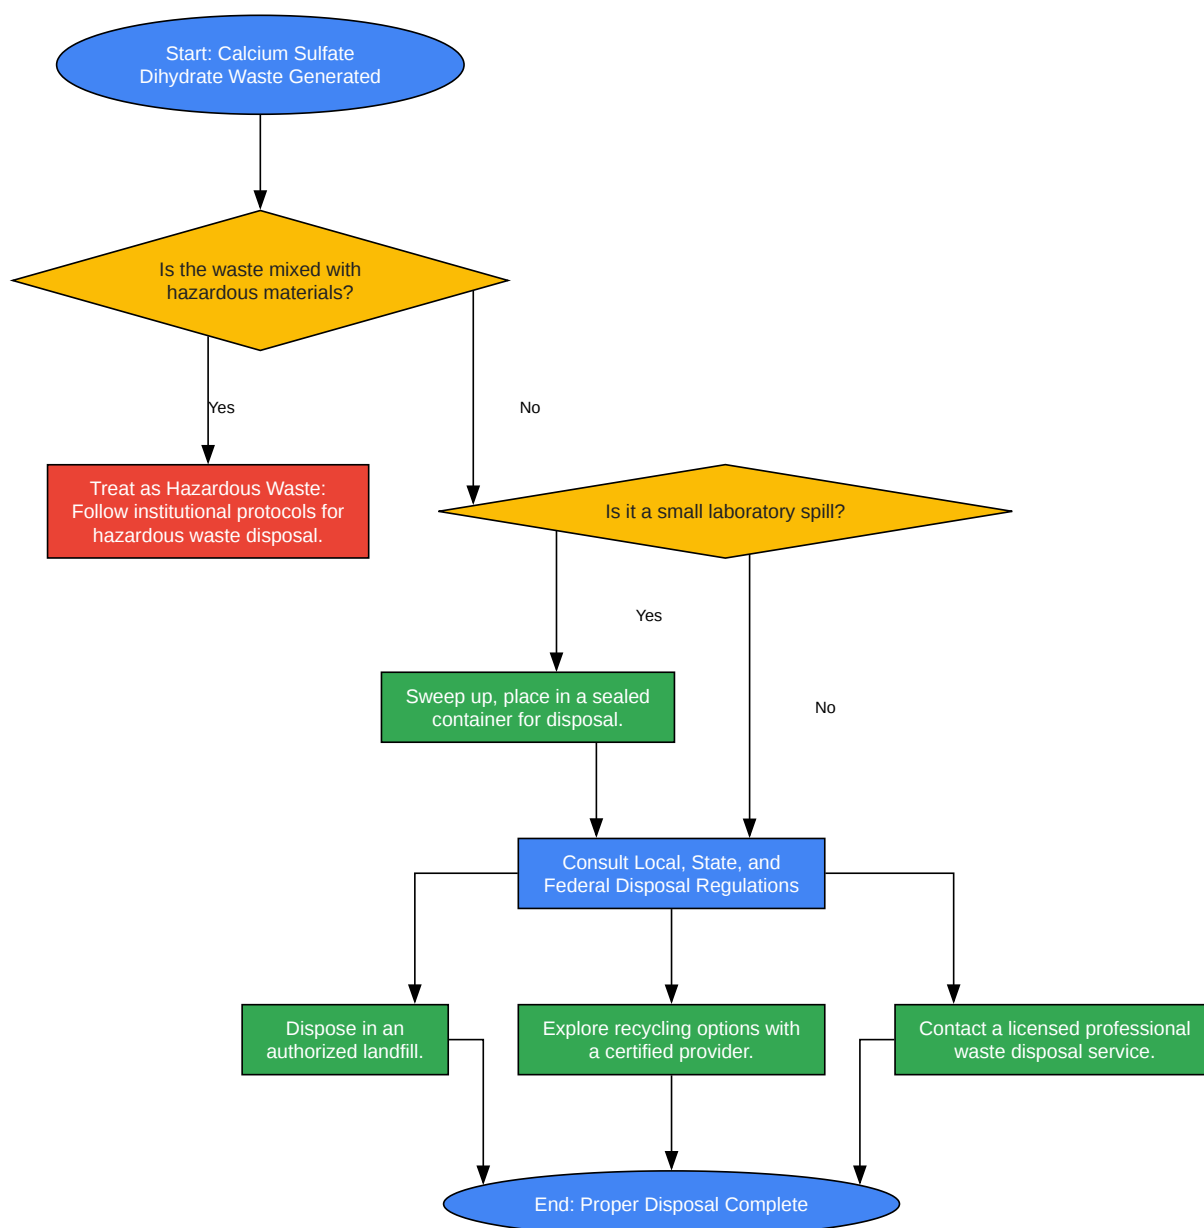 Start: Calcium Sulfate
Dihydrate Waste Generated
Is the waste mixed with
hazardous materials?
Yes
No
Treat as Hazardous Waste:
Follow institutional protocols for
hazardous waste disposal.
Is it a small laboratory spill?
Yes
No
Sweep up, place in a sealed
container for disposal.
Consult Local, State, and
Federal Disposal Regulations
Dispose in an
authorized landfill.
Explore recycling options with
a certified provider.
Contact a licensed professional
waste disposal service.
End: Proper Disposal Complete